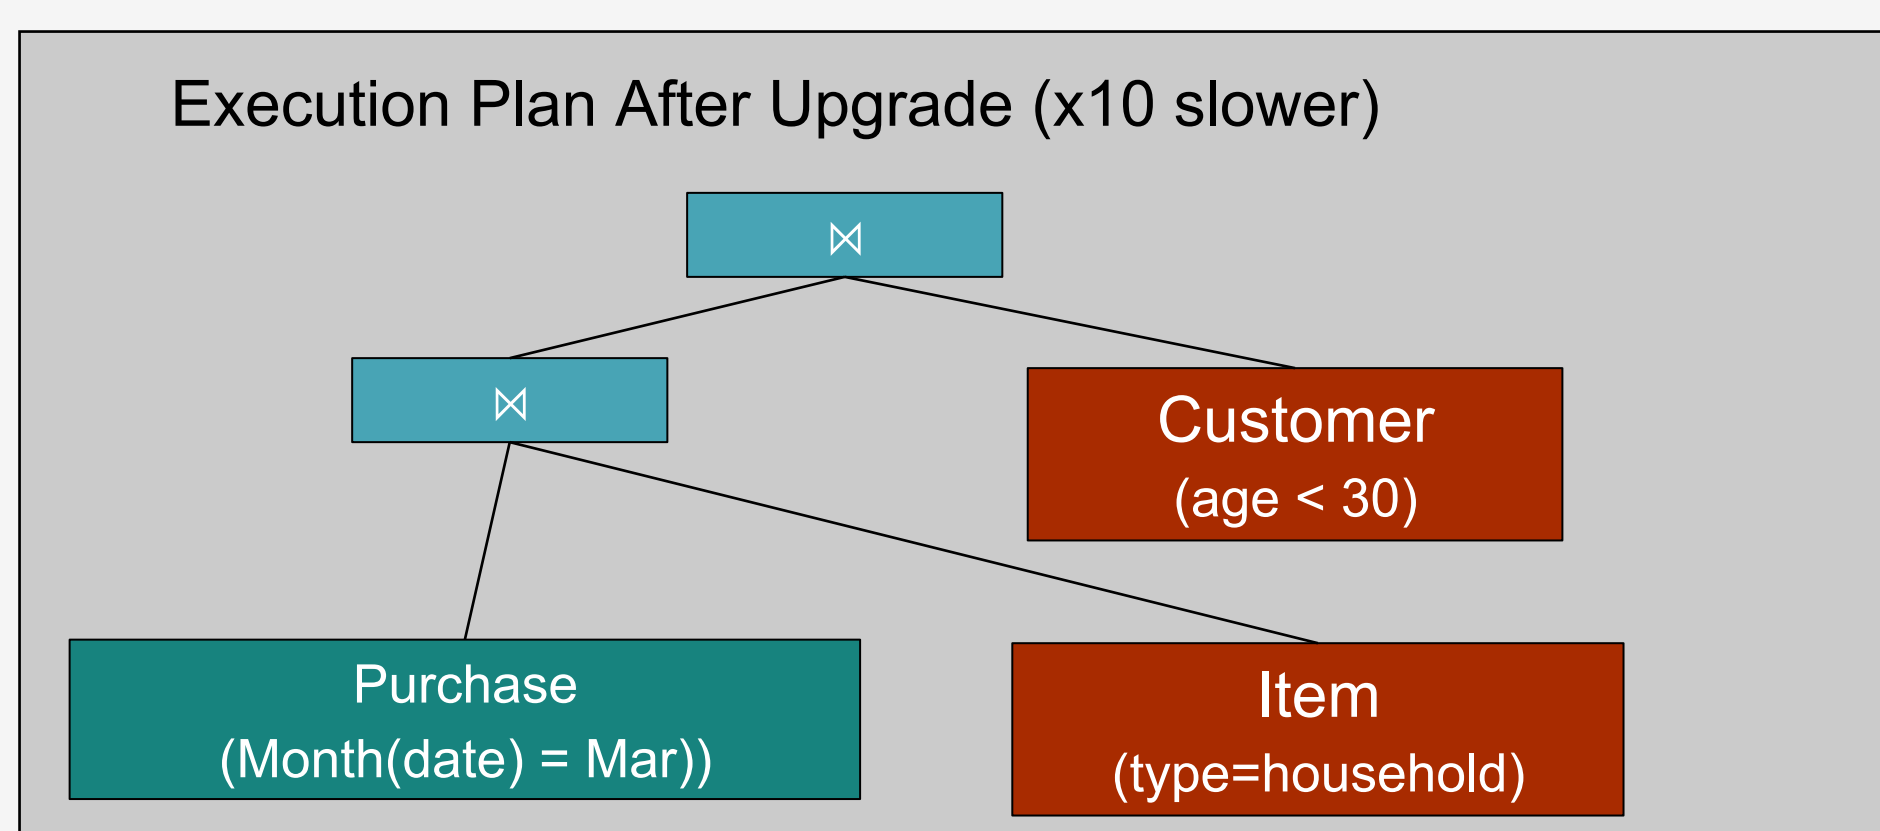 Execution Plan After Upgrade (x10 slower)
⋈
⋈
Customer
(age < 30)
Purchase
(Month(date) = Mar))
Item
(type=household)